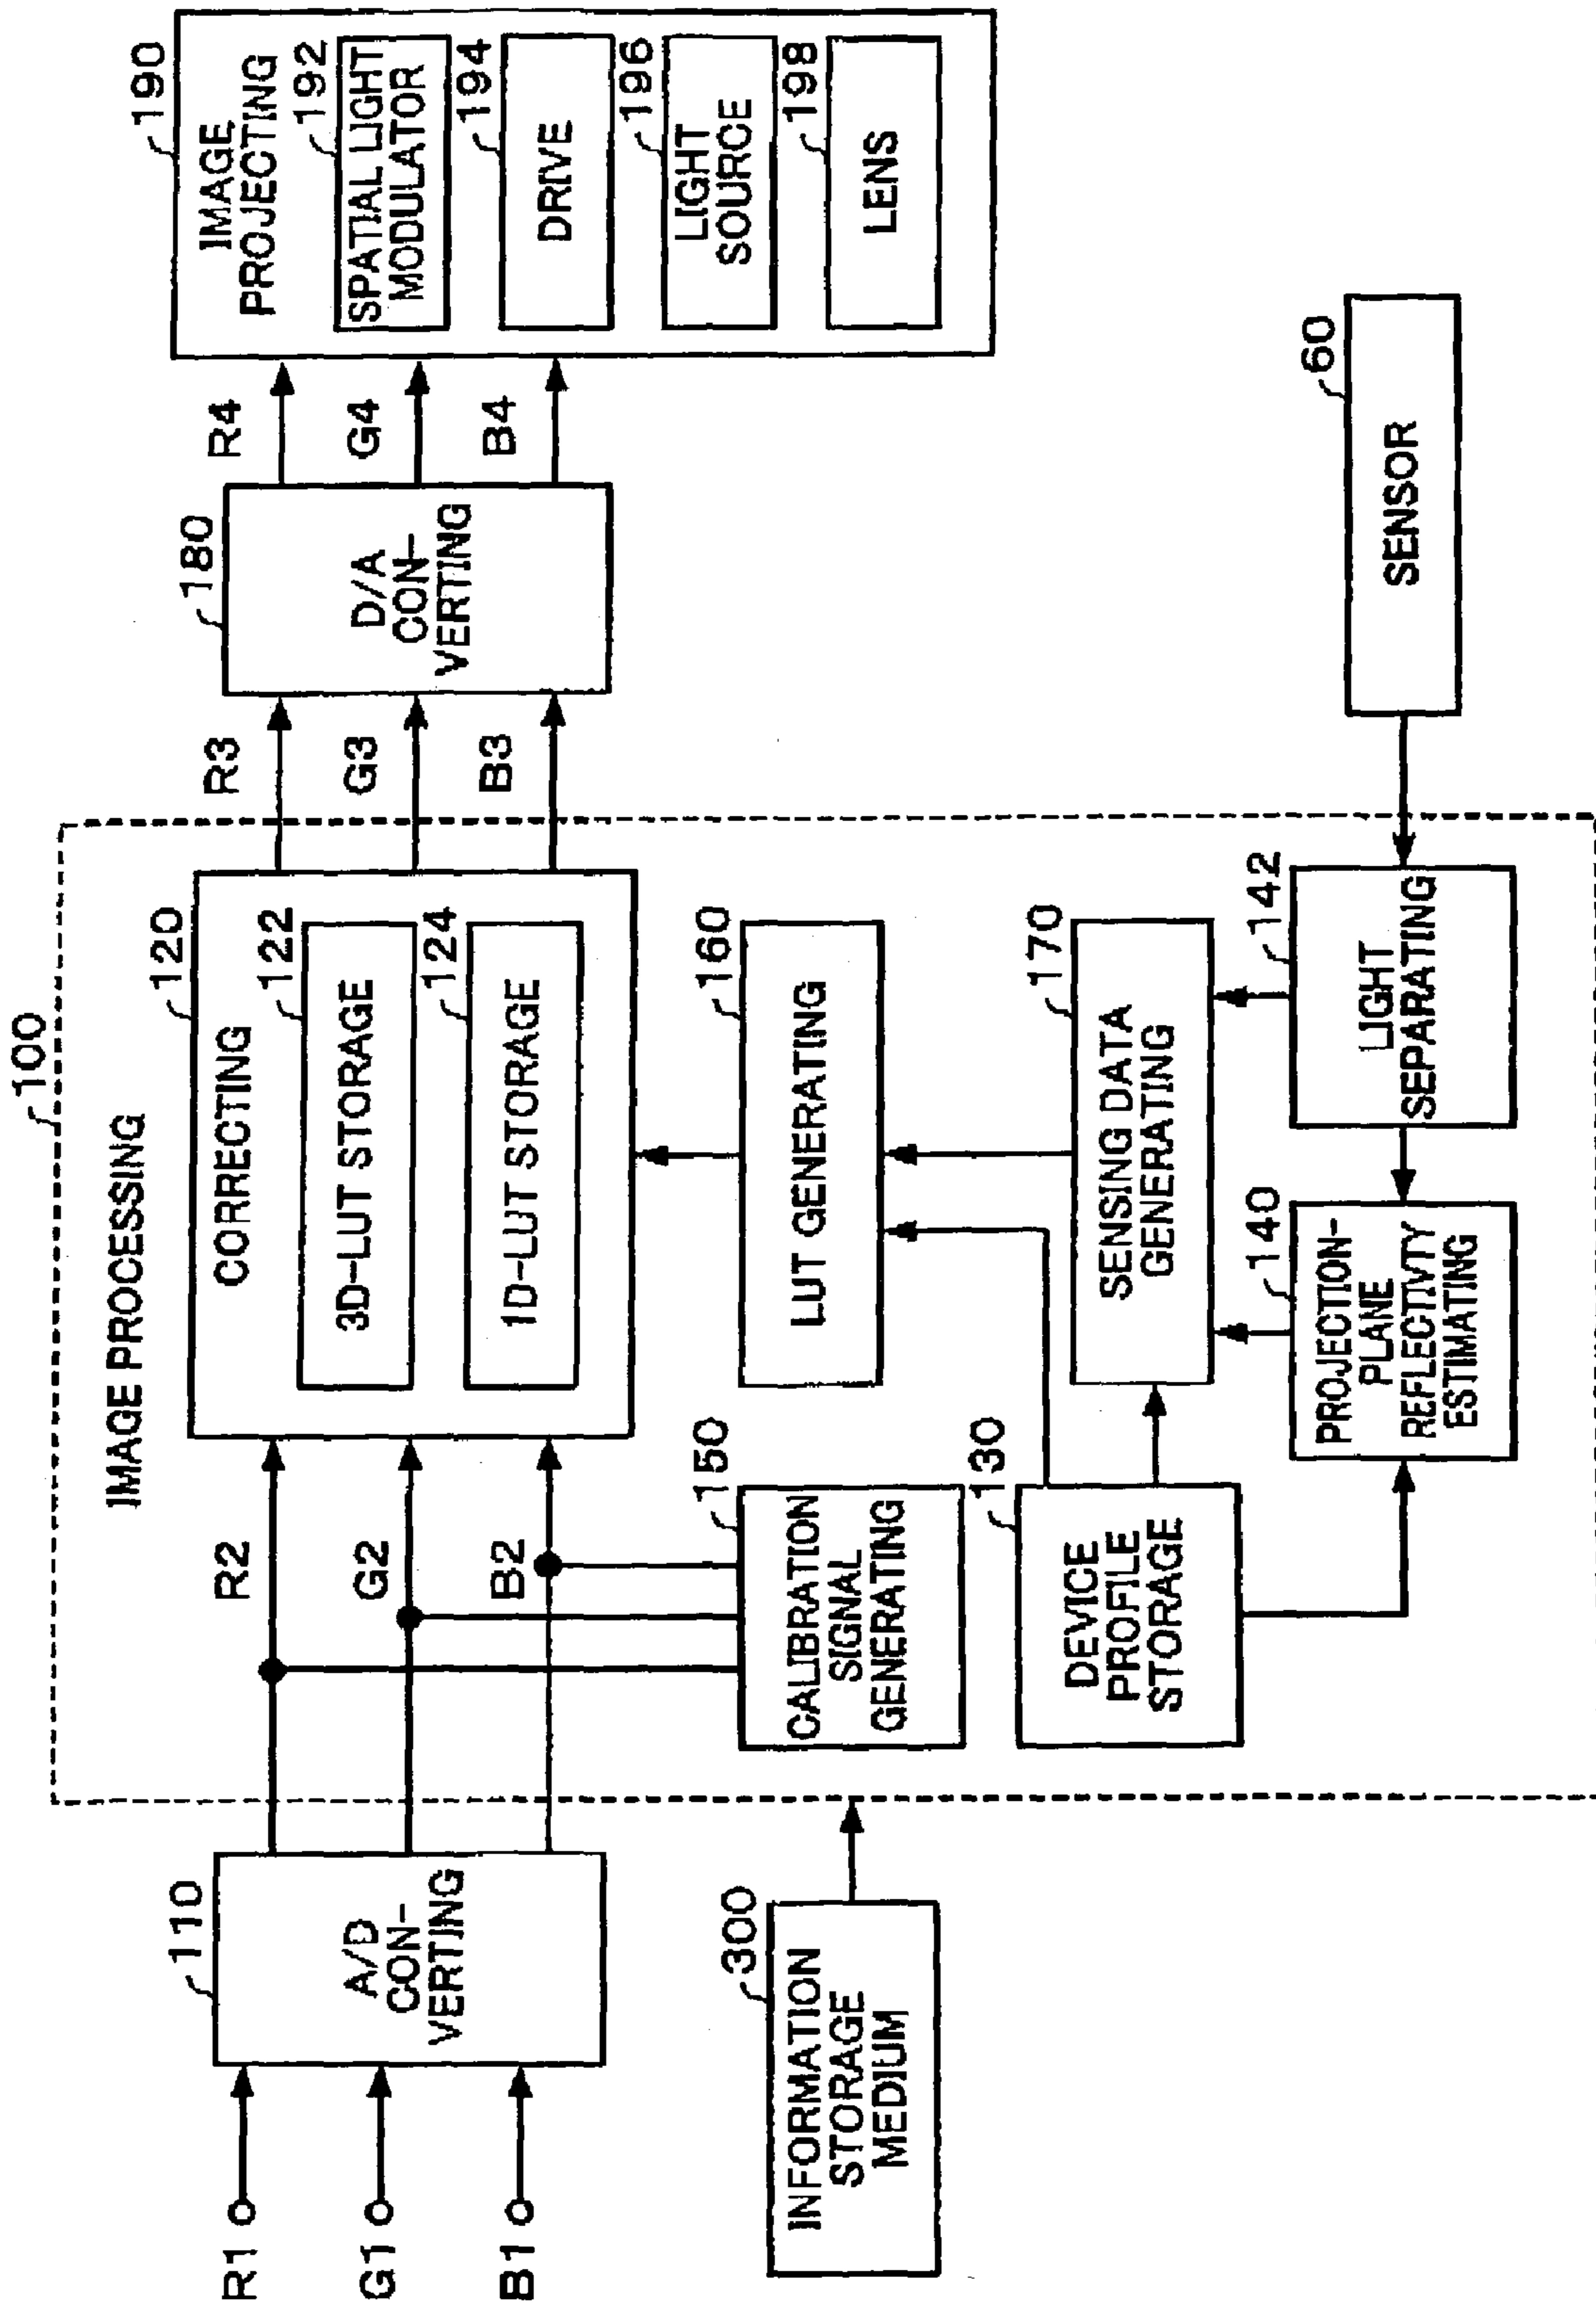 100
IMAGE PROCESSING
R1
G1
B1
110
A/D
CON-
VERTING
R2
G2
B2
120
CORRECTING
122
3D-LUT STORAGE
124
1D-LUT STORAGE
R3
G3
B3
180
D/A
CON-
VERTING
R4
G4
B4
190
IMAGE
PROJECTING
192
SPATIAL LIGHT
MODULATOR
194
DRIVE
196
LIGHT
SOURCE
198
LENS
300
INFORMATION
STORAGE
MEDIUM
150
CALIBRATION
SIGNAL
GENERATING
160
LUT GENERATING
130
DEVICE
PROFILE
STORAGE
170
SENSING DATA
GENERATING
140
PROJECTION-
PLANE
REFLECTIVTY
ESTIMATING
142
LIGHT
SEPARATING
60
SENSOR